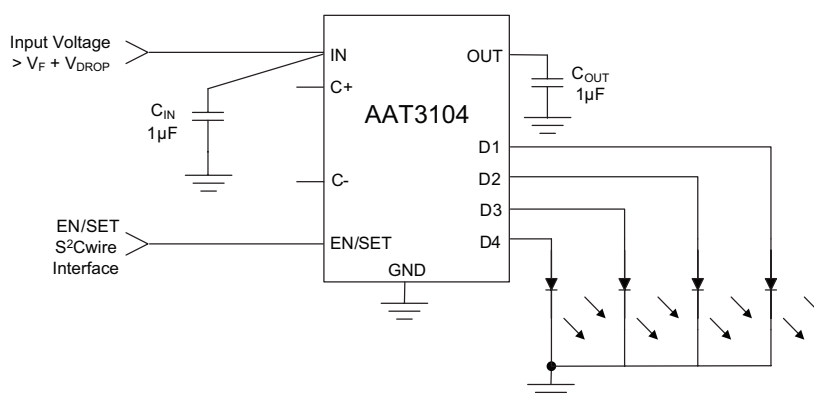 Input Voltage
> VF + VDROP
CIN
1µF
EN/SET
S²Cwire
Interface
IN
C+
C-
EN/SET
GND
AAT3104
OUT
D1
D2
D3
D4
COUT
1µF